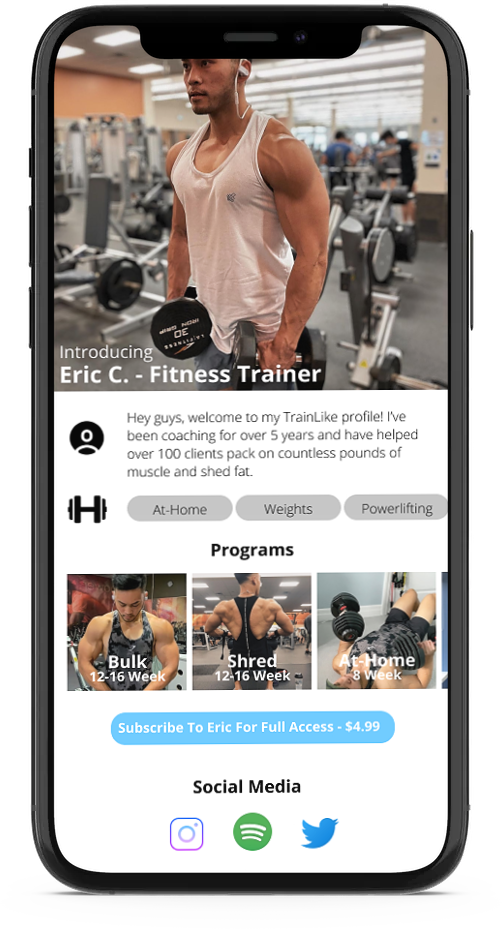 Introducing
Eric C. - Fitness Trainer
Hey guys, welcome to my TrainLike profile! I've
been coaching for over 5 years and have helped
over 100 clients pack on countless pounds of
muscle and shed fat.
At-Home
Weights
Powerlifting
Programs
Bulk
12-16 Week
Shred
12-16 Week
At-Home
8 Week
Subscribe To Eric For Full Access - $4.99
Social Media